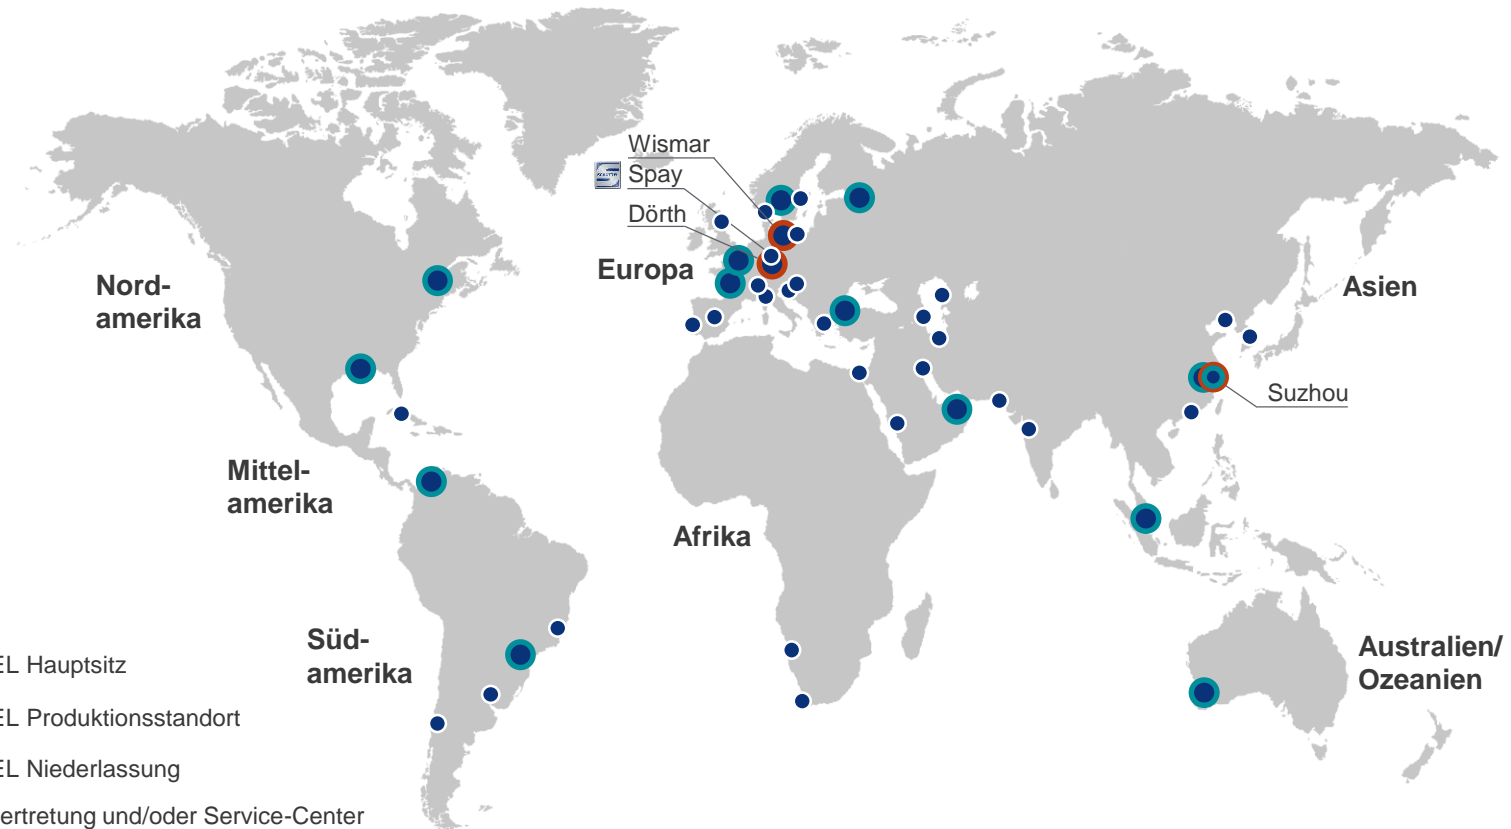 Wismar
Spay
Dörth
Europa
Nord-
amerika
Asien
Suzhou
Mittel-
amerika
Afrika
Süd-
amerika
Australien/
Ozeanien
EL Hauptsitz
EL Produktionsstandort
EL Niederlassung
ertretung und/oder Service-Center